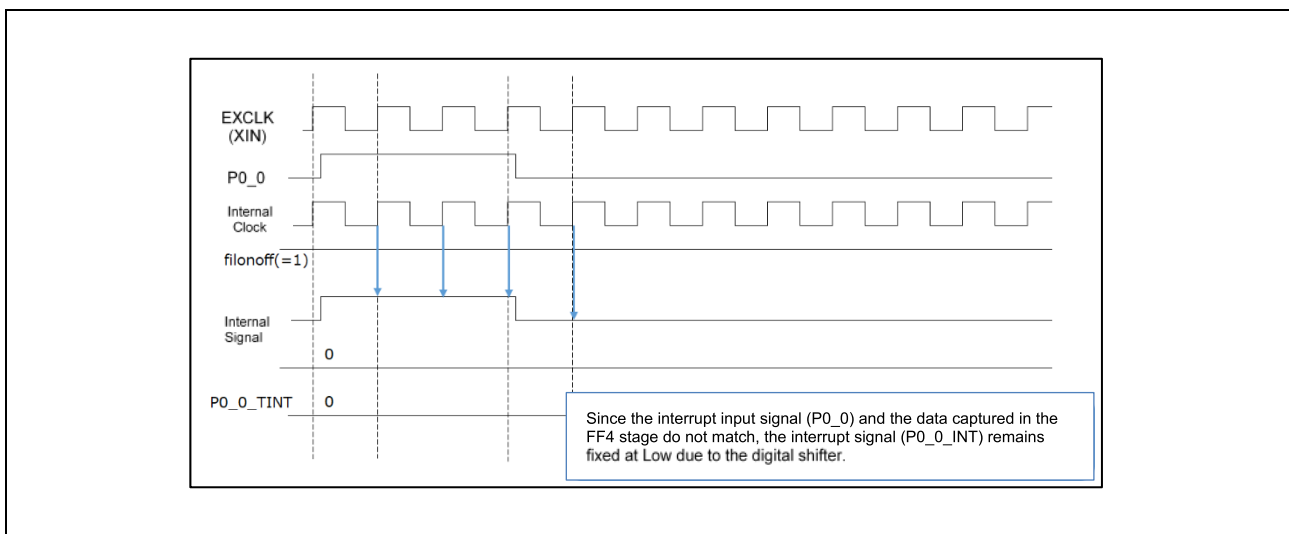 EXCLK
(XIN)
P0_0
Internal
Clock
filonoff(=1)
Internal
Signal
0
P0_0_TINT
0
Since the interrupt input signal (P0_0) and the data captured in the
FF4 stage do not match, the interrupt signal (P0_0_INT) remains
fixed at Low due to the digital shifter.